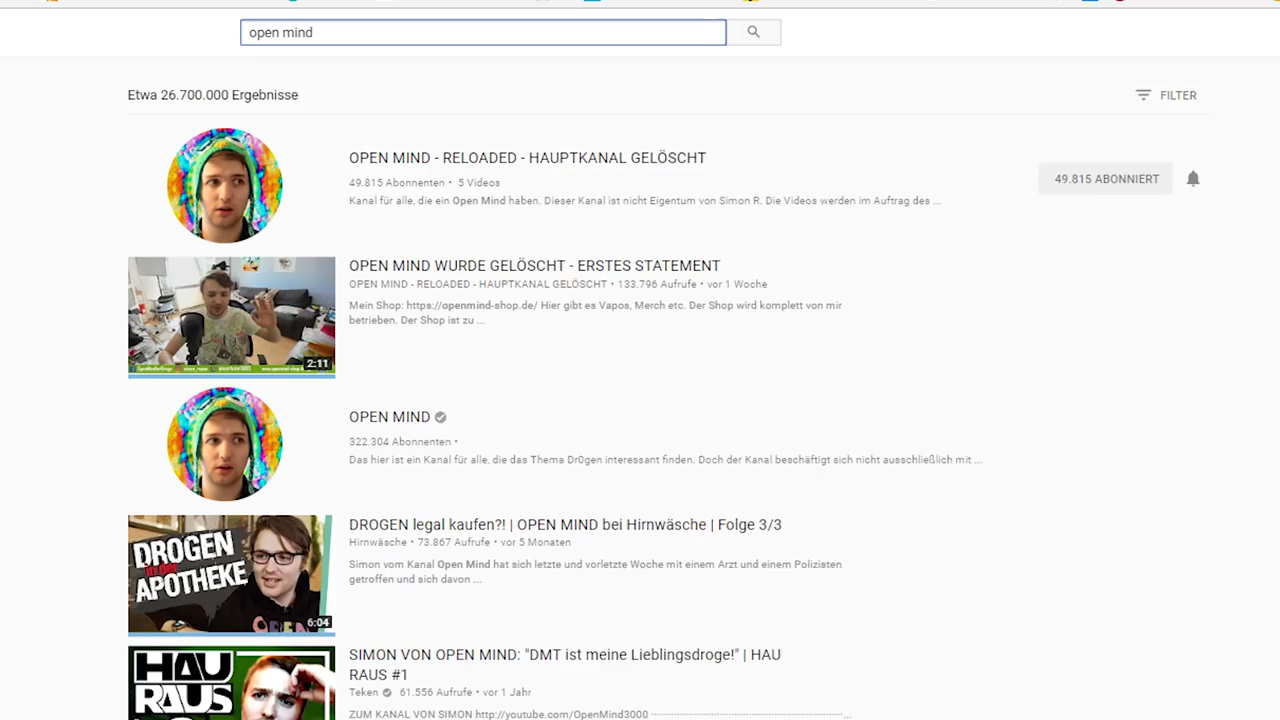 open mind
Etwa 26.700.000 Ergebnisse
FILTER
OPEN MIND - RELOADED - HAUPTKANAL GELÖSCHT
49.815 Abonnenten • 5 Videos
49.815 ABONNIERT
Kanal für alle, die ein Open Mind haben. Dieser Kanal ist nicht Eigentum von Simon R. Die Videos werden im Auftrag des ...
OPEN MIND WURDE GELÖSCHT - ERSTES STATEMENT
OPEN MIND - RELOADED - HAUPTKANAL GELÖSCHT • 133.796 Aufrufe • vor 1 Woche
Mein Shop: https://openmind-shop.de/ Hier gibt es Vapos, Merch etc. Der Shop wird komplett von mir
betrieben. Der Shop ist zu ...
2:11
OPEN MIND
322.304 Abonnenten •
Das hier ist ein Kanal für alle, die das Thema Dr0gen interessant finden. Doch der Kanal beschäftigt sich nicht ausschließlich mit ...
DROGEN
APOTHEKE
OPEN
6:04
DROGEN legal kaufen?! | OPEN MIND bei Hirnwäsche | Folge 3/3
Hirnwäsche • 73.867 Aufrufe • vor 5 Monaten
Simon vom Kanal Open Mind hat sich letzte und vorletzte Woche mit einem Arzt und einem Polizisten
getroffen und sich davon ...
HAU
RAUS
SIMON VON OPEN MIND: "DMT ist meine Lieblingsdroge!" | HAU
RAUS #1
Teken 61.556 Aufrufe • vor 1 Jahr
ZUM KANAL VON SIMON http://youtube.com/OpenMind3000 ---------------------------------------------...